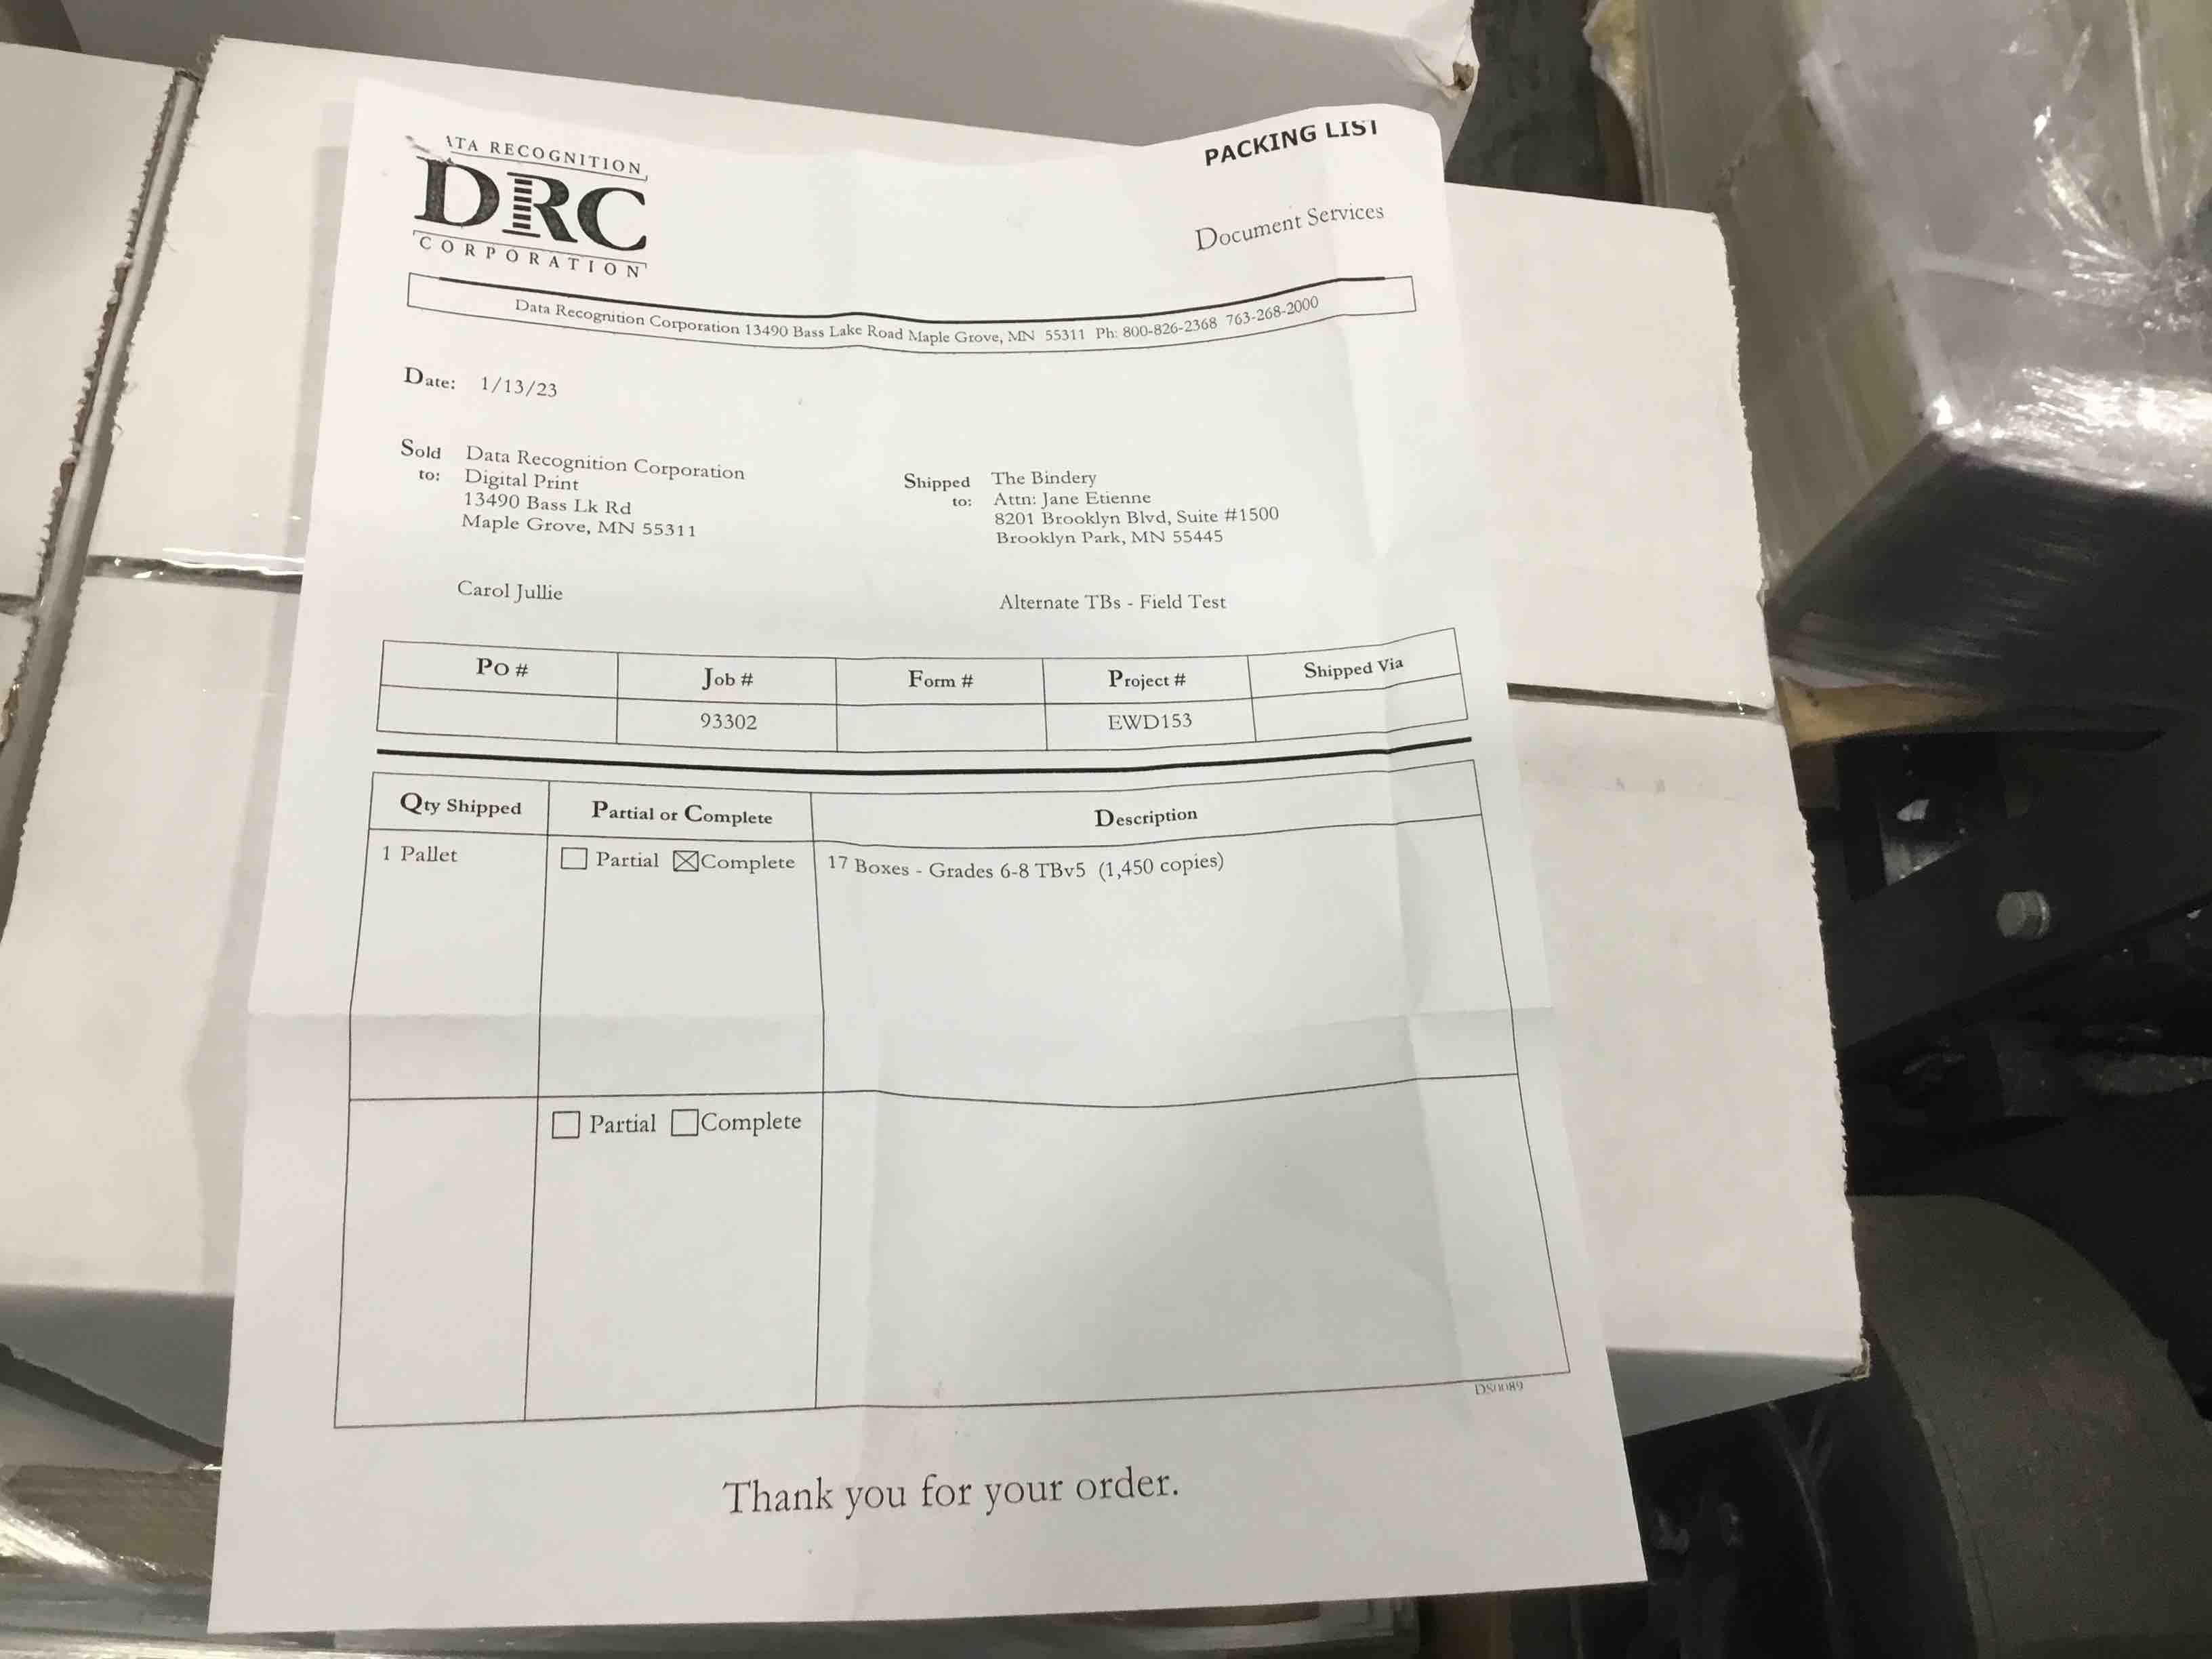 ATA RECOGNITION
DRC
CORPORATION
PACKING LIST
Document Services
Data Recognition Corporation 13490 Bass Lake Road Maple Grove, MN 55311 Ph: 800-826-2368 763-268-2000
Date: 1/13/23
Sold to: Data Recognition Corporation
Digital Print
13490 Bass Lk Rd
Maple Grove, MN 55311
Shipped to: The Bindery
Attn: Jane Etienne
8201 Brooklyn Blvd, Suite #1500
Brooklyn Park, MN 55445
Carol Jullie
Alternate TBs - Field Test
PO # Job # Form # Project # Shipped Via
93302 EWD153
Qty Shipped Partial or Complete Description
1 Pallet ☐ Partial ☒ Complete 17 Boxes - Grades 6-8 TBv5 (1,450 copies)
☐ Partial ☐ Complete
DS0089
Thank you for your order.